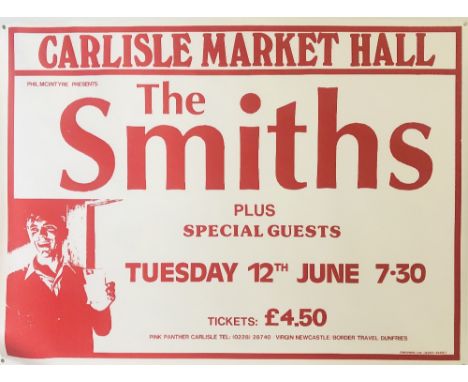 CARLISLE MARKET HALL
PHIL MCINTYRE PRESENTS
The
Smiths
PLUS
SPECIAL GUESTS
TUESDAY 12TH JUNE 7·30
TICKETS: £4.50
PINK PANTHER CARLISLE TEL: (0228) 28740 · VIRGIN NEWCASTLE · BORDER TRAVEL DUNFRIES